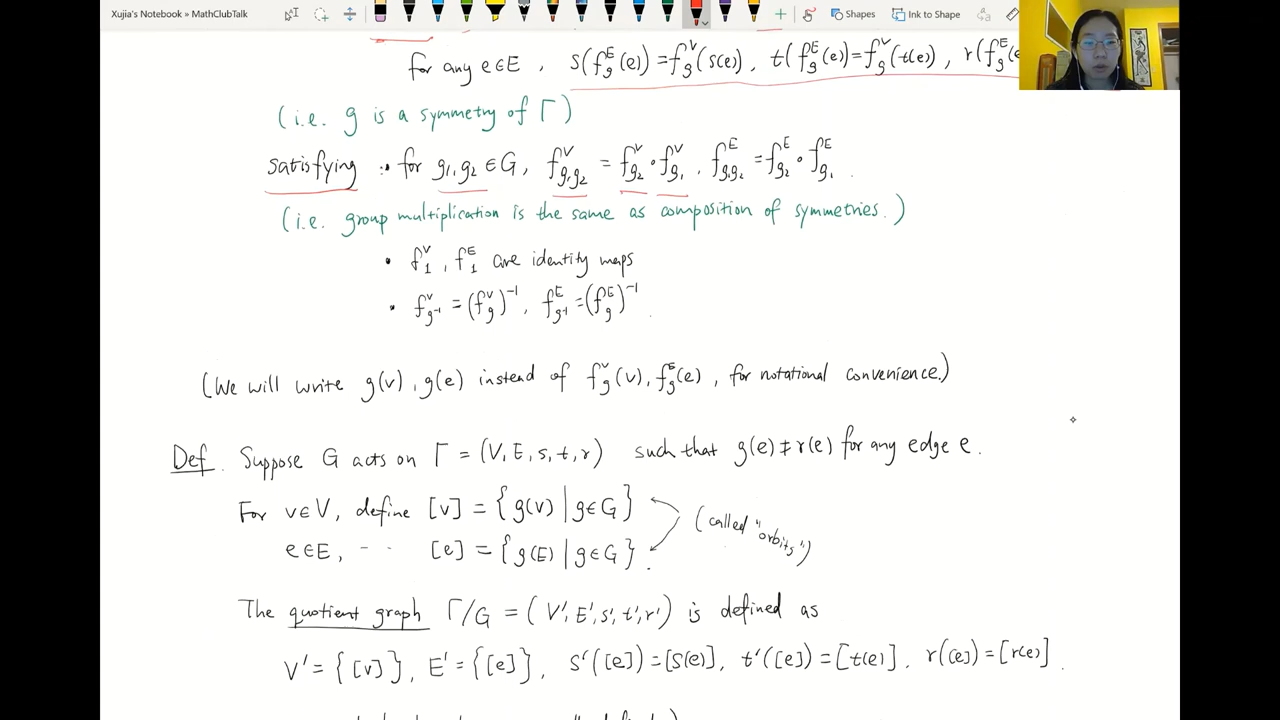 Xujia's Notebook » MathClubTalk
Shapes
Ink to Shape
for any e∈E, s(f_g^E(e)) = f_g^V(s(e)), t(f_g^E(e)) = f_g^V(t(e)), r(f_g^E(e
(i.e. g is a symmetry of Γ)
satisfying : for g₁,g₂ ∈ G, f_{g₁g₂}^V = f_{g₂}^V ∘ f_{g₁}^V, f_{g₁g₂}^E = f_{g₂}^E ∘ f_{g₁}^E.
(i.e. group multiplication is the same as composition of symmetries.)
• f_1^V, f_1^E are identity maps
• f_{g⁻¹}^V = (f_g^V)⁻¹, f_{g⁻¹}^E = (f_g^E)⁻¹.
(We will write g(v), g(e) instead of f_g^V(v), f_g^E(e), for notational convenience.)
Def. Suppose G acts on Γ = (V, E, s, t, r) such that g(e) ≠ r(e) for any edge e.
For v∈V, define [v] = {g(v) | g∈G}
(called "orbits")
e∈E, - ·· [e] = {g(E) | g∈G}.
The quotient graph Γ/G = (V', E', s', t', r') is defined as
V' = {[v]}, E' = {[e]}, s'([e]) = [s(e)], t'([e]) = [t(e)], r([e]) = [r(e)].